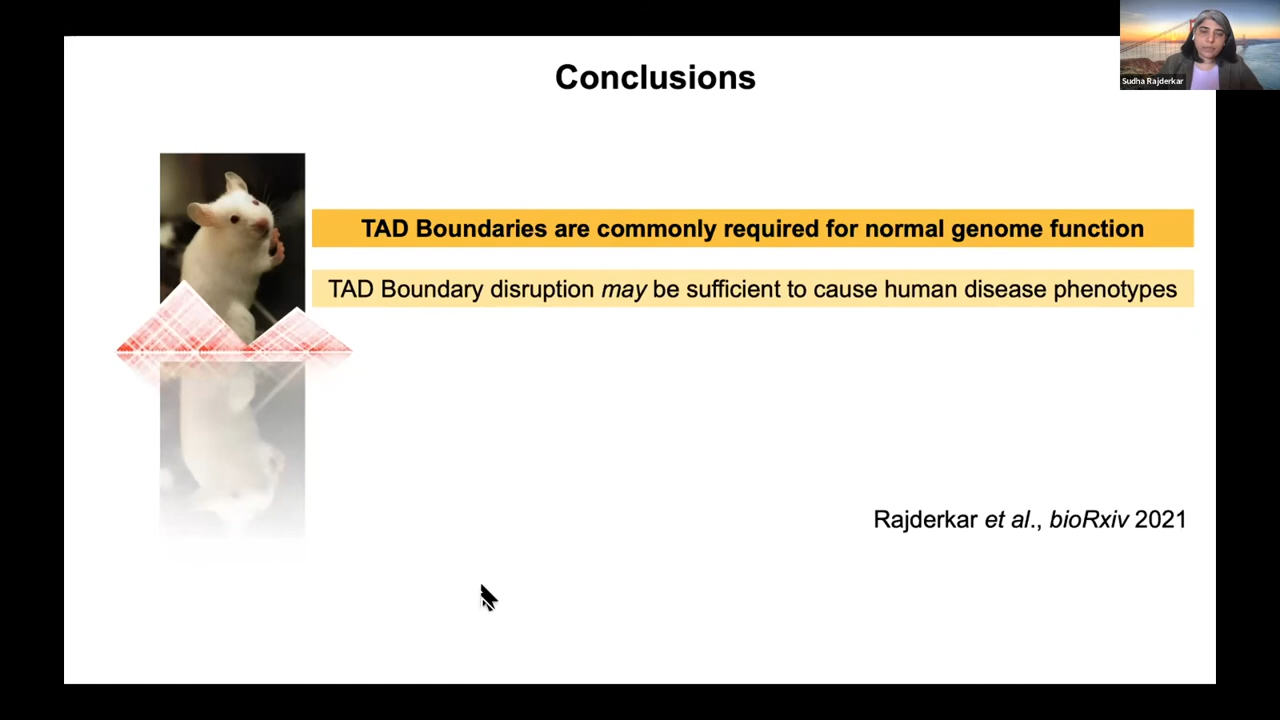 Conclusions
Sudha Rajderkar
TAD Boundaries are commonly required for normal genome function
TAD Boundary disruption may be sufficient to cause human disease phenotypes
Rajderkar et al., bioRxiv 2021